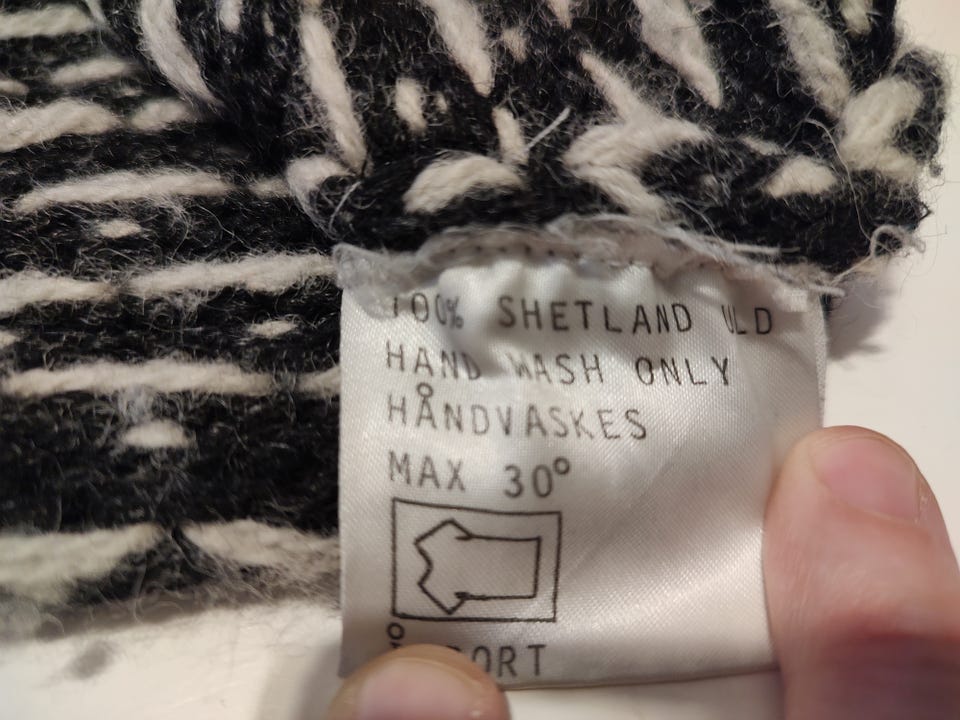 100% SHETLAND ULD
HAND WASH ONLY
HÅNDVASKES
MAX 30°